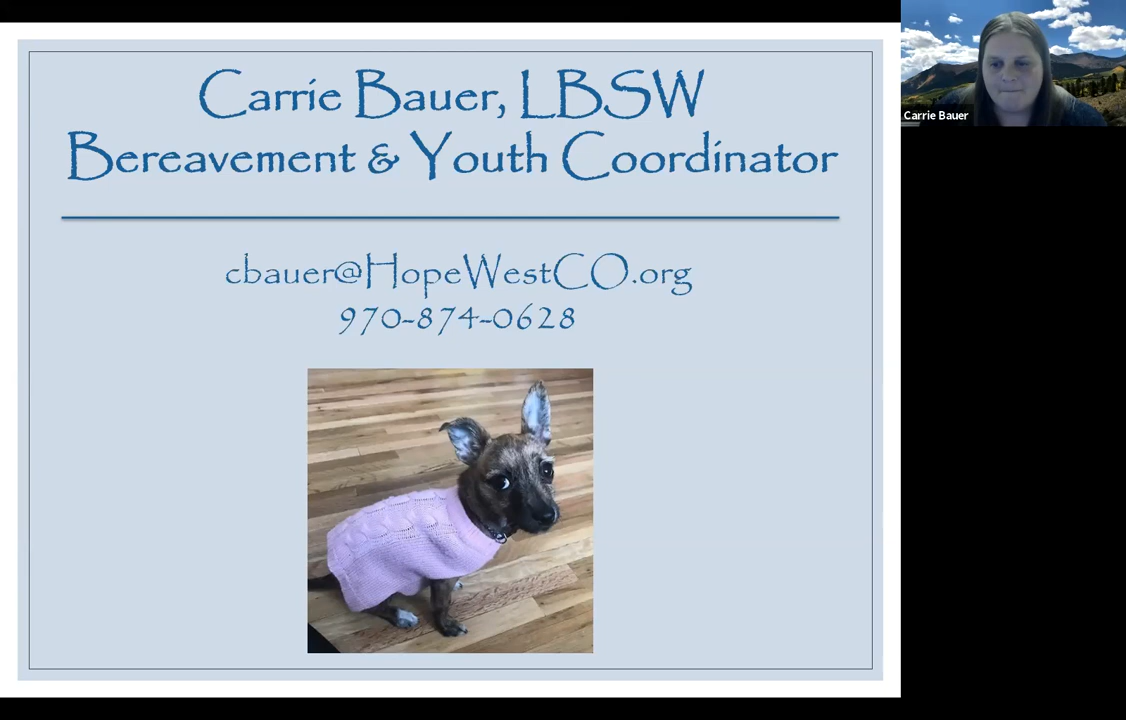 Carrie Bauer, LBSW
Bereavement & Youth Coordinator
cbauer@HopeWestCO.org
970-874-0628
Carrie Bauer